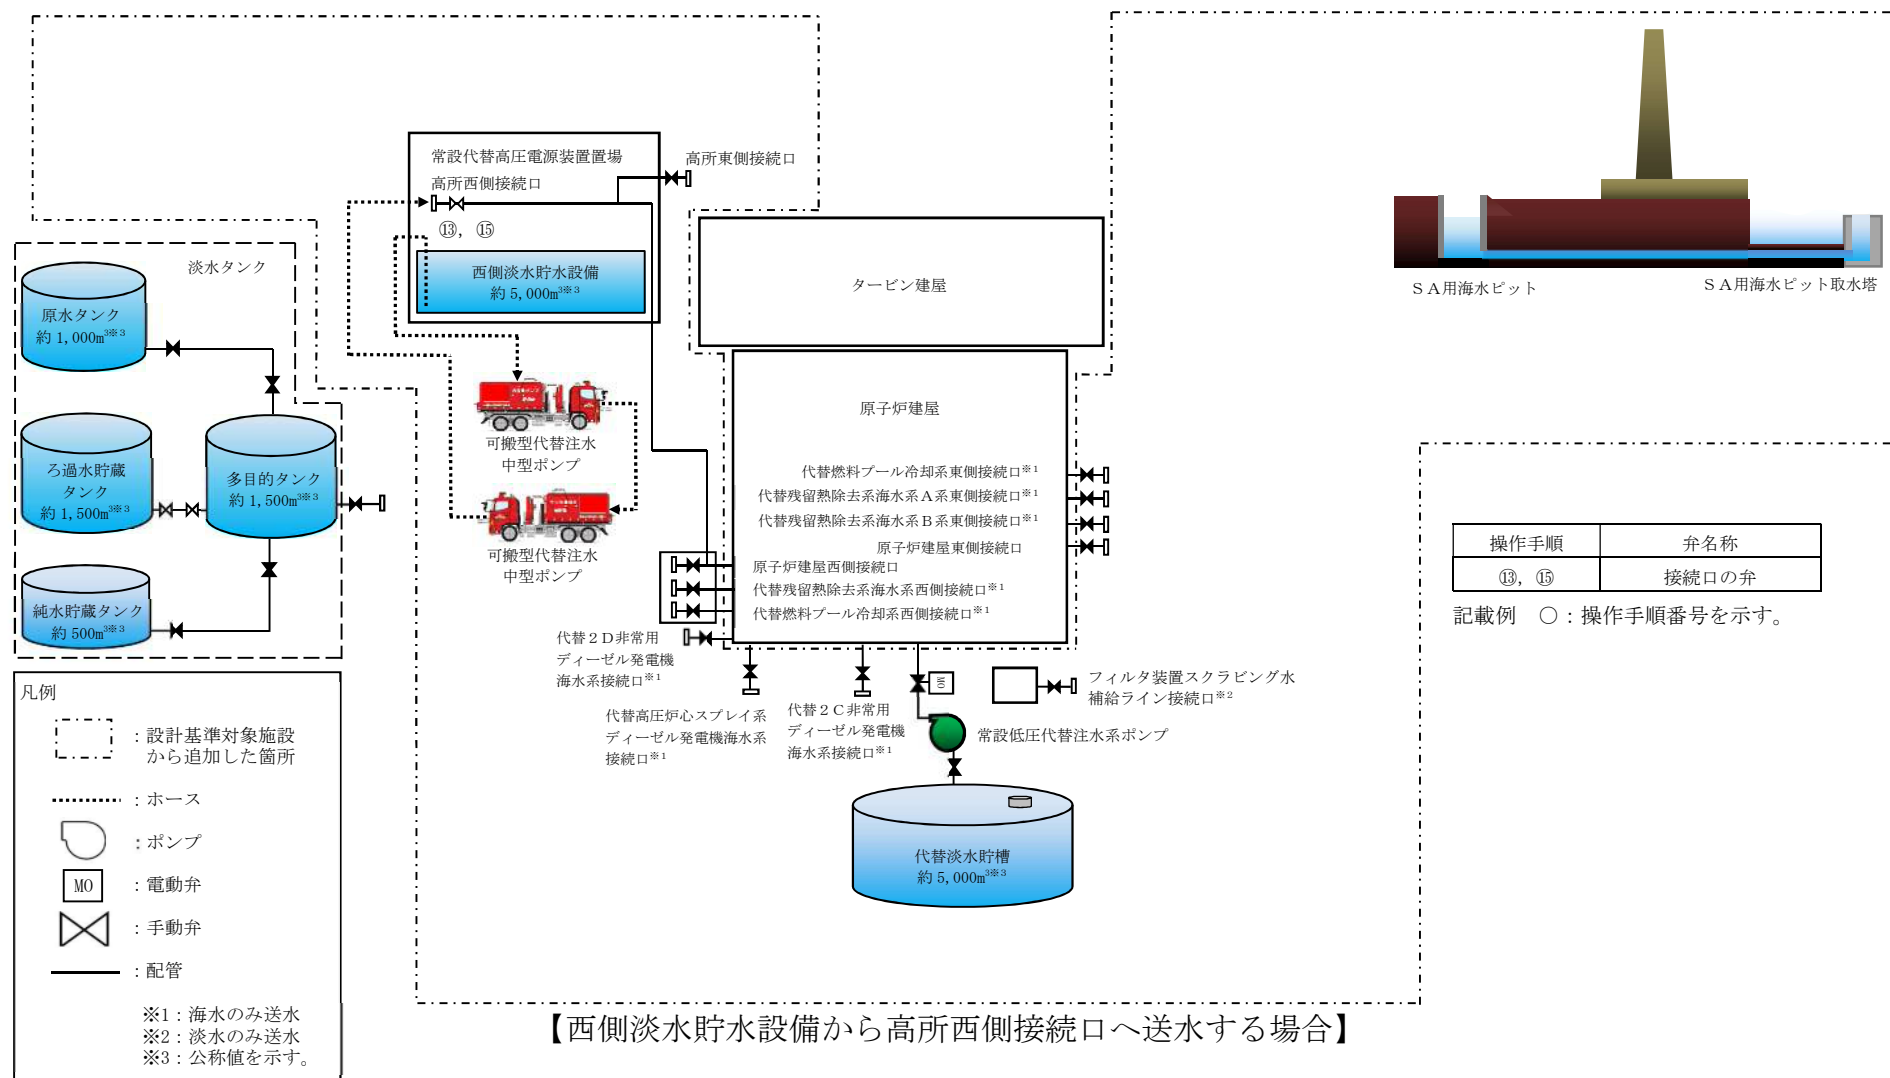 常設代替高圧電源装置置場
高所西側接続口
高所東側接続口
⑬, ⑮
西側淡水貯水設備
約 5,000m³※3
淡水タンク
原水タンク
約 1,000m³※3
ろ過水貯蔵
タンク
約 1,500m³※3
多目的タンク
約 1,500m³※3
純水貯蔵タンク
約 500m³※3
可搬型代替注水
中型ポンプ
可搬型代替注水
中型ポンプ
タービン建屋
原子炉建屋
代替燃料プール冷却系東側接続口※1
代替残留熱除去系海水系A系東側接続口※1
代替残留熱除去系海水系B系東側接続口※1
原子炉建屋東側接続口
原子炉建屋西側接続口
代替残留熱除去系海水系西側接続口※1
代替燃料プール冷却系西側接続口※1
代替2D非常用
ディーゼル発電機
海水系接続口※1
代替高圧炉心スプレイ系
ディーゼル発電機海水系
接続口※1
代替2C非常用
ディーゼル発電機
海水系接続口※1
MO
フィルタ装置スクラビング水
補給ライン接続口※2
常設低圧代替注水系ポンプ
代替淡水貯槽
約 5,000m³※3
SA用海水ピット
SA用海水ピット取水塔
操作手順 弁名称
⑬, ⑮ 接続口の弁
記載例 ○:操作手順番号を示す。
凡例
:設計基準対象施設
から追加した箇所
:ホース
:ポンプ
MO :電動弁
:手動弁
:配管
※1:海水のみ送水
※2:淡水のみ送水
※3:公称値を示す。
【西側淡水貯水設備から高所西側接続口へ送水する場合】